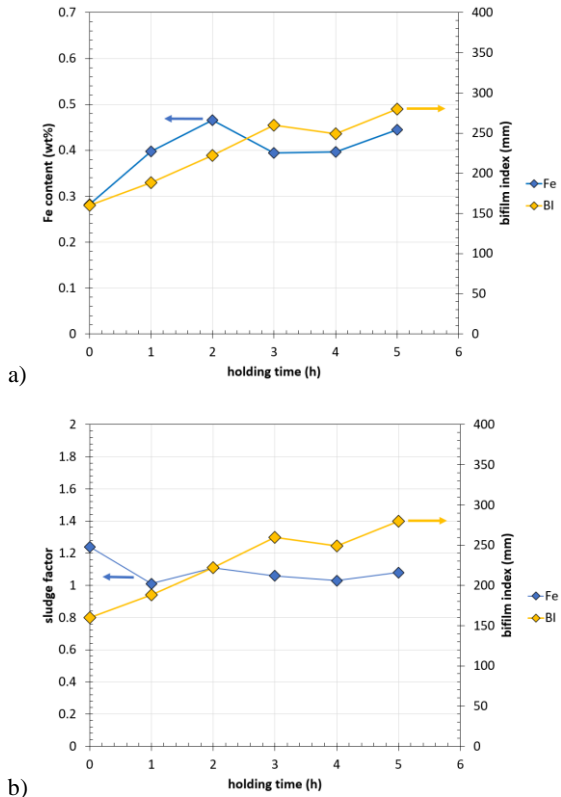 0.7
0.6
0.5
0.4
0.3
0.2
0.1
0
Fe content (wt%)
400
350
300
250
200
150
100
50
0
bifilm index (mm)
Fe
BI
0 1 2 3 4 5 6
holding time (h)
a)
2
1.8
1.6
1.4
1.2
1
0.8
0.6
0.4
0.2
0
sludge factor
400
350
300
250
200
150
100
50
0
bifilm index (mm)
Fe
BI
0 1 2 3 4 5 6
holding time (h)
b)